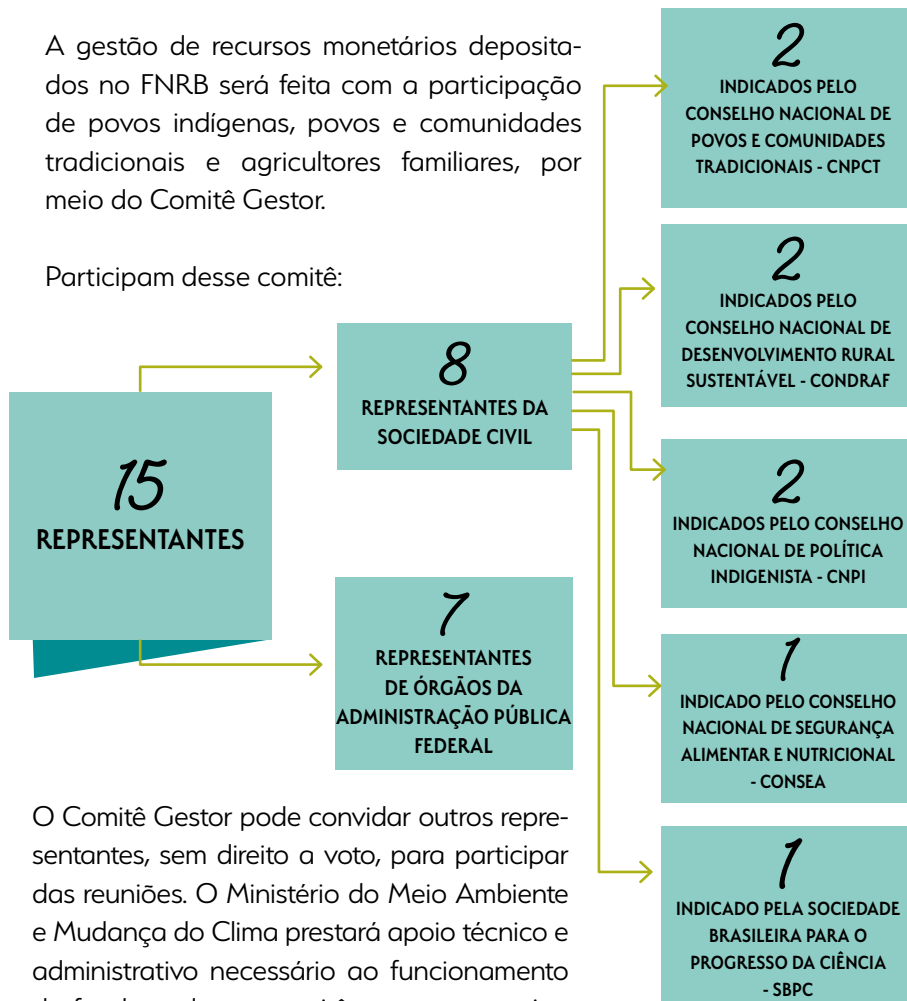 A gestão de recursos monetários deposita-
dos no FNRB será feita com a participação
de povos indígenas, povos e comunidades
tradicionais e agricultores familiares, por
meio do Comitê Gestor.
Participam desse comitê:
15
REPRESENTANTES
8
REPRESENTANTES DA
SOCIEDADE CIVIL
7
REPRESENTANTES
DE ÓRGÃOS DA
ADMINISTRAÇÃO PÚBLICA
FEDERAL
2
INDICADOS PELO
CONSELHO NACIONAL DE
POVOS E COMUNIDADES
TRADICIONAIS - CNPCT
2
INDICADOS PELO
CONSELHO NACIONAL DE
DESENVOLVIMENTO RURAL
SUSTENTÁVEL - CONDRAF
2
INDICADOS PELO CONSELHO
NACIONAL DE POLÍTICA
INDIGENISTA - CNPI
1
INDICADO PELO CONSELHO
NACIONAL DE SEGURANÇA
ALIMENTAR E NUTRICIONAL
- CONSEA
1
INDICADO PELA SOCIEDADE
BRASILEIRA PARA O
PROGRESSO DA CIÊNCIA
- SBPC
O Comitê Gestor pode convidar outros repre-
sentantes, sem direito a voto, para participar
das reuniões. O Ministério do Meio Ambiente
e Mudança do Clima prestará apoio técnico e
administrativo necessário ao funcionamento